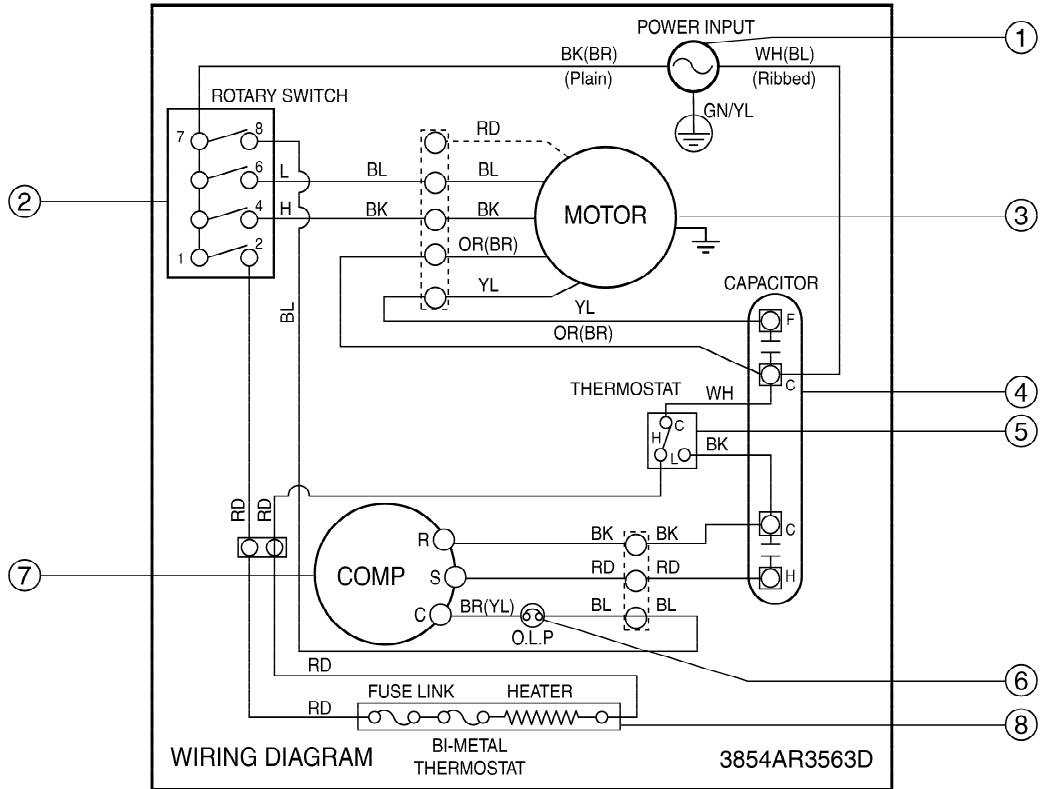 POWER INPUT
1
BK(BR)
WH(BL)
(Plain)
(Ribbed)
ROTARY SWITCH
GN/YL
7
8
RD
6
L
BL
BL
2
4
H
BK
BK
MOTOR
3
OR(BR)
1
2
YL
CAPACITOR
BL
YL
F
OR(BR)
C
THERMOSTAT
WH
4
C
H
L
BK
5
RD
RD
R
BK
BK
C
7
COMP
S
RD
RD
H
C
BR(YL)
BL
BL
O.L.P
RD
6
FUSE LINK
HEATER
RD
8
BI-METAL
THERMOSTAT
WIRING DIAGRAM
3854AR3563D